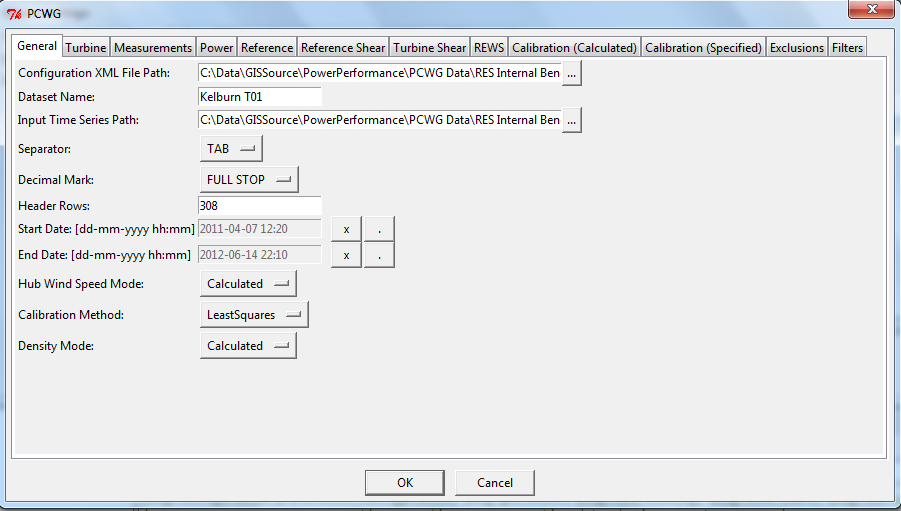 PCWG
General Turbine Measurements Power Reference Reference Shear Turbine Shear REWS Calibration (Calculated) Calibration (Specified) Exclusions Filters
Configuration XML File Path: C:\Data\GISSource\PowerPerformance\PCWG Data\RES Internal Ben ...
Dataset Name: Kelburn T01
Input Time Series Path: C:\Data\GISSource\PowerPerformance\PCWG Data\RES Internal Ben ...
Separator: TAB
Decimal Mark: FULL STOP
Header Rows: 308
Start Date: [dd-mm-yyyy hh:mm] 2011-04-07 12:20 x .
End Date: [dd-mm-yyyy hh:mm] 2012-06-14 22:10 x .
Hub Wind Speed Mode: Calculated
Calibration Method: LeastSquares
Density Mode: Calculated
OK Cancel